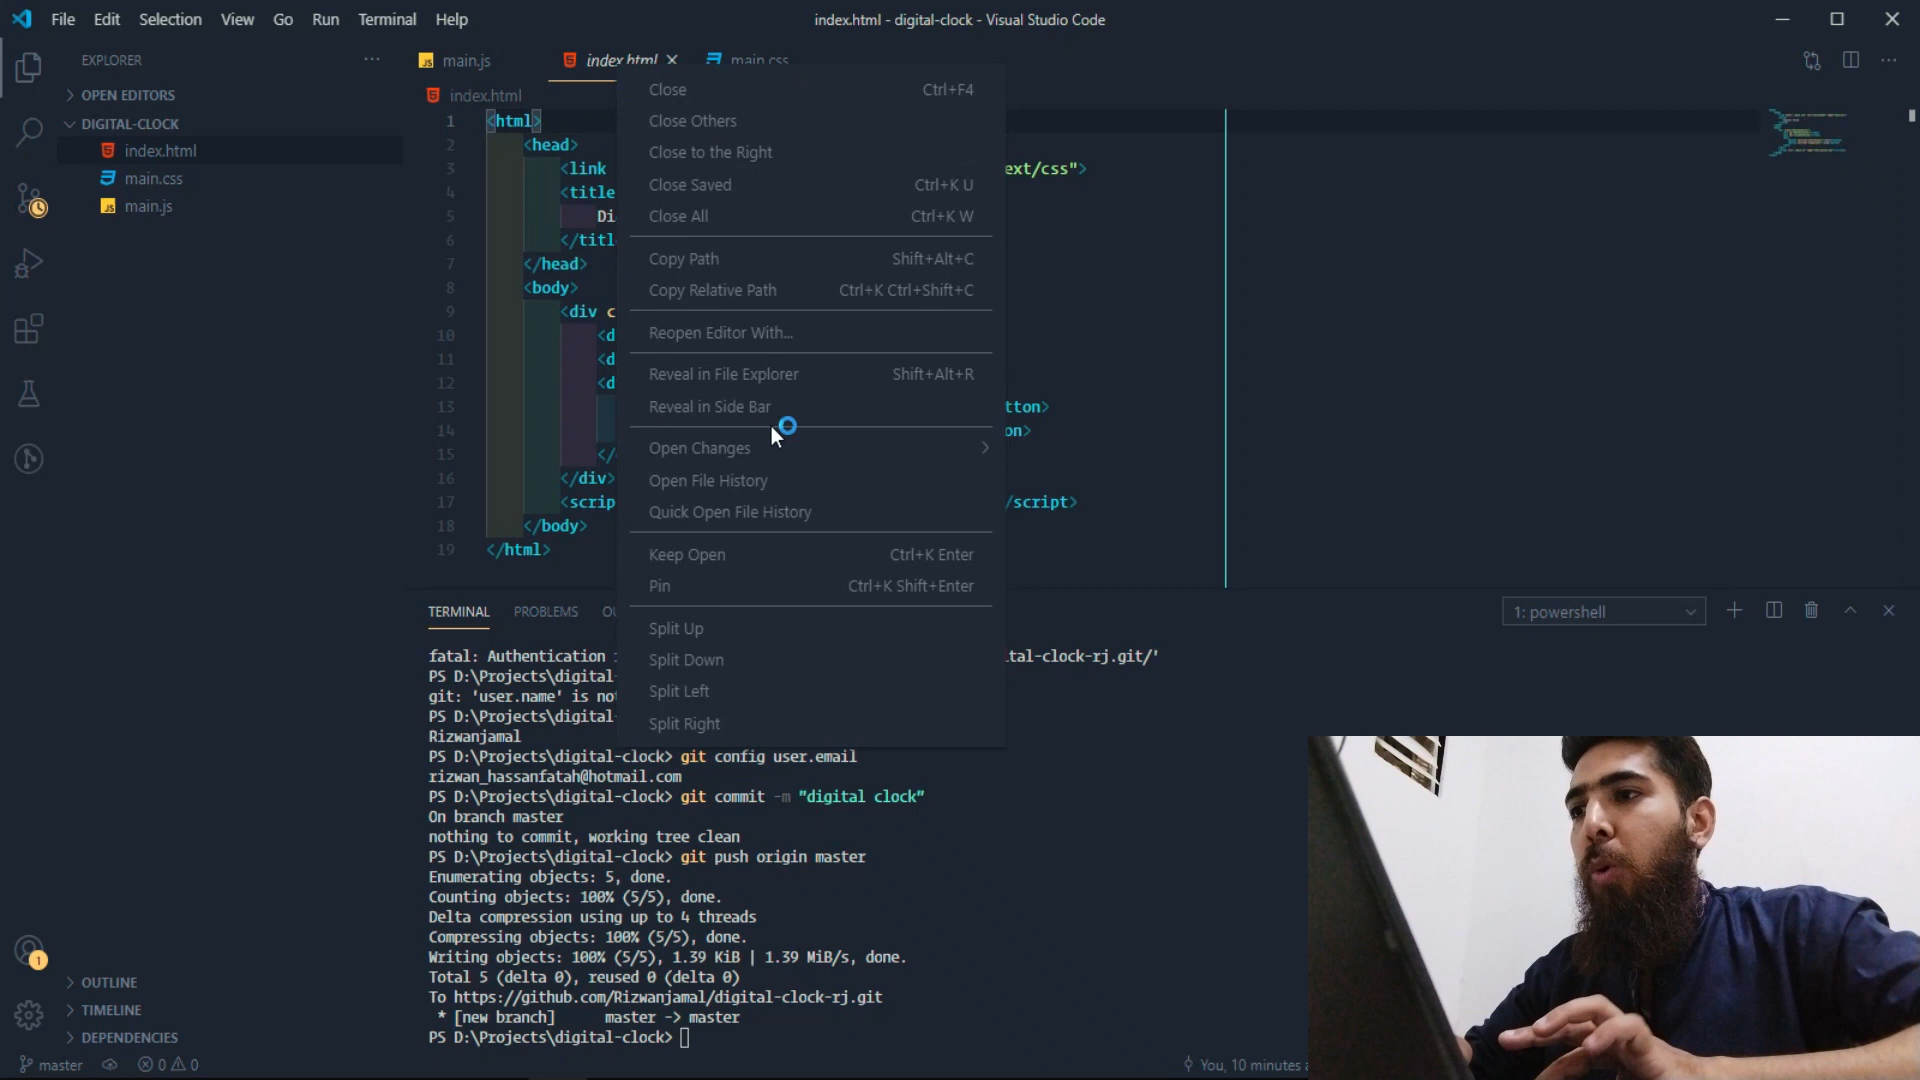 File Edit Selection View Go Run Terminal Help
index.html - digital-clock - Visual Studio Code
EXPLORER
OPEN EDITORS
DIGITAL-CLOCK
index.html
main.css
main.js
main.js index.html main.css
index.html
1 <html>
2 <head>
3 <link ext/css">
4 <title
5 Di
6 </titl
7 </head>
8 <body>
9 <div c
10 <d
11 <d
12 <d
13 tton>
14 on>
15 </
16 </div>
17 <scrip /script>
18 </body>
19 </html>
Close Ctrl+F4
Close Others
Close to the Right
Close Saved Ctrl+K U
Close All Ctrl+K W
Copy Path Shift+Alt+C
Copy Relative Path Ctrl+K Ctrl+Shift+C
Reopen Editor With...
Reveal in File Explorer Shift+Alt+R
Reveal in Side Bar
Open Changes
Open File History
Quick Open File History
Keep Open Ctrl+K Enter
Pin Ctrl+K Shift+Enter
Split Up
Split Down
Split Left
Split Right
TERMINAL PROBLEMS OU
1: powershell
fatal: Authentication tal-clock-rj.git/'
PS D:\Projects\digital-
git: 'user.name' is no
PS D:\Projects\digital-
Rizwanjamal
PS D:\Projects\digital-clock> git config user.email
rizwan_hassanfatah@hotmail.com
PS D:\Projects\digital-clock> git commit -m "digital clock"
On branch master
nothing to commit, working tree clean
PS D:\Projects\digital-clock> git push origin master
Enumerating objects: 5, done.
Counting objects: 100% (5/5), done.
Delta compression using up to 4 threads
Compressing objects: 100% (5/5), done.
Writing objects: 100% (5/5), 1.39 KiB | 1.39 MiB/s, done.
Total 5 (delta 0), reused 0 (delta 0)
To https://github.com/Rizwanjamal/digital-clock-rj.git
* [new branch] master -> master
PS D:\Projects\digital-clock>
1
OUTLINE
TIMELINE
DEPENDENCIES
master 0 0
You, 10 minutes a